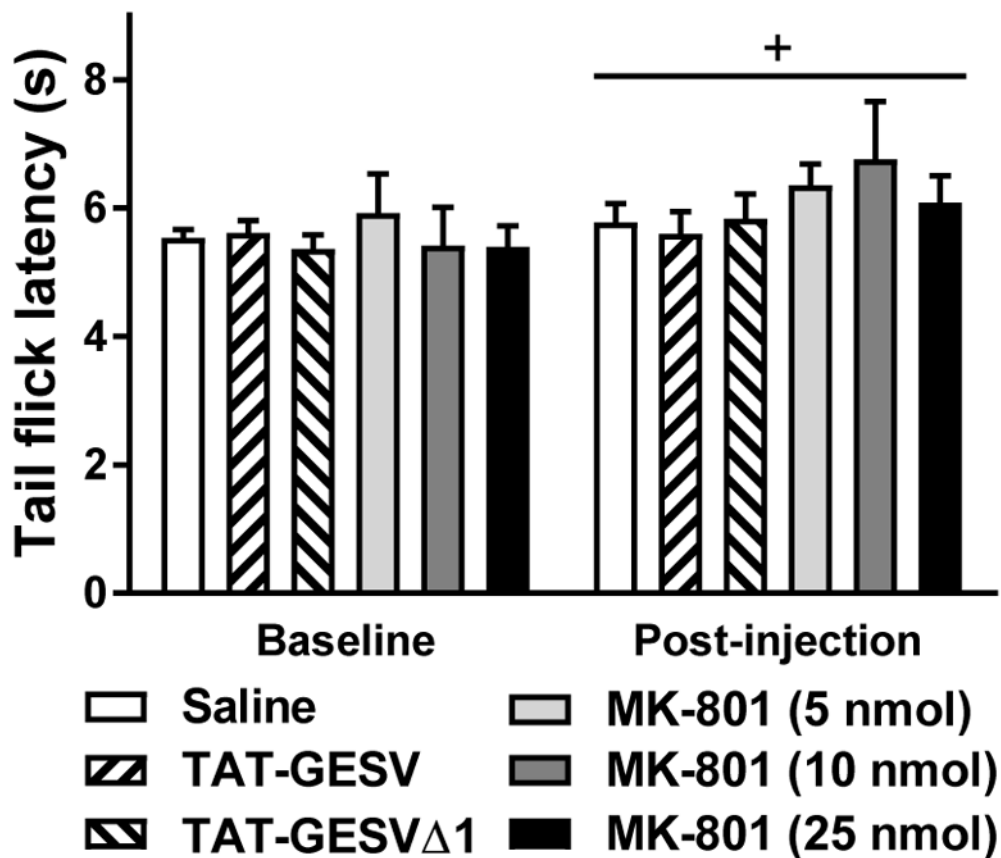 Tail flick latency (s)
8
6
4
2
0
+
Baseline
Post-injection
Saline
TAT-GESV
TAT-GESVΔ1
MK-801 (5 nmol)
MK-801 (10 nmol)
MK-801 (25 nmol)